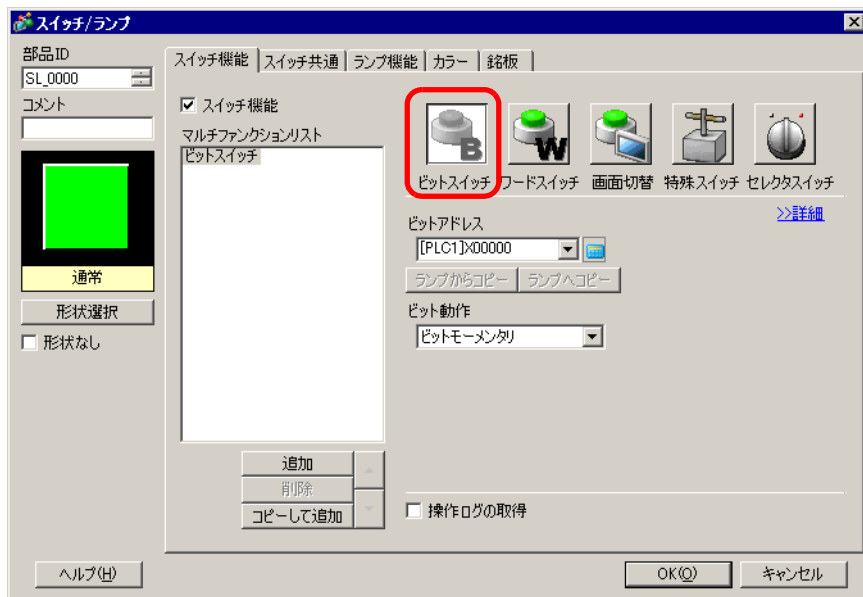 スイッチ/ランプ
部品ID
SL_0000
コメント
通常
形状選択
形状なし
スイッチ機能
スイッチ共通
ランプ機能
カラー
銘板
スイッチ機能
マルチファンクションリスト
ビットスイッチ
追加
削除
コピーして追加
B
W
ビットスイッチ
ワードスイッチ
画面切替
特殊スイッチ
セレクタスイッチ
>>詳細
ビットアドレス
[PLC1]X00000
ランプからコピー
ランプへコピー
ビット動作
ビットモーメンタリ
操作ログの取得
ヘルプ(H)
OK(O)
キャンセル